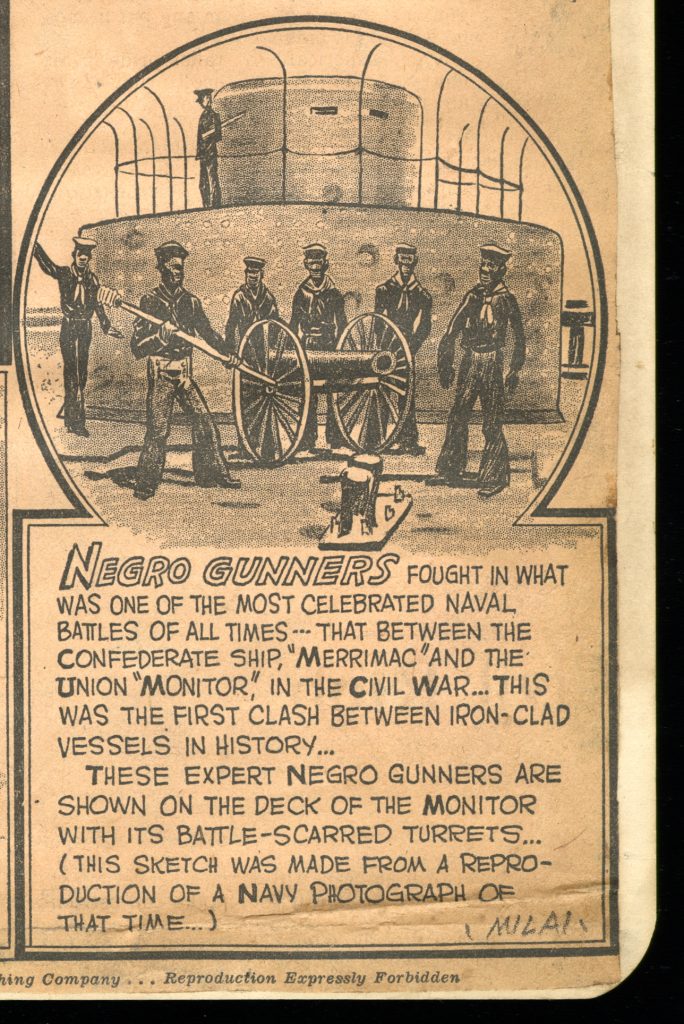 NEGRO GUNNERS FOUGHT IN WHAT
WAS ONE OF THE MOST CELEBRATED NAVAL
BATTLES OF ALL TIMES--- THAT BETWEEN THE
CONFEDERATE SHIP, "MERRIMAC" AND THE
UNION "MONITOR," IN THE CIVIL WAR... THIS
WAS THE FIRST CLASH BETWEEN IRON-CLAD
VESSELS IN HISTORY...
THESE EXPERT NEGRO GUNNERS ARE
SHOWN ON THE DECK OF THE MONITOR
WITH ITS BATTLE-SCARRED TURRETS...
(THIS SKETCH WAS MADE FROM A REPRO-
DUCTION OF A NAVY PHOTOGRAPH OF
THAT TIME...)
MILAI
hing Company . . . Reproduction Expressly Forbidden